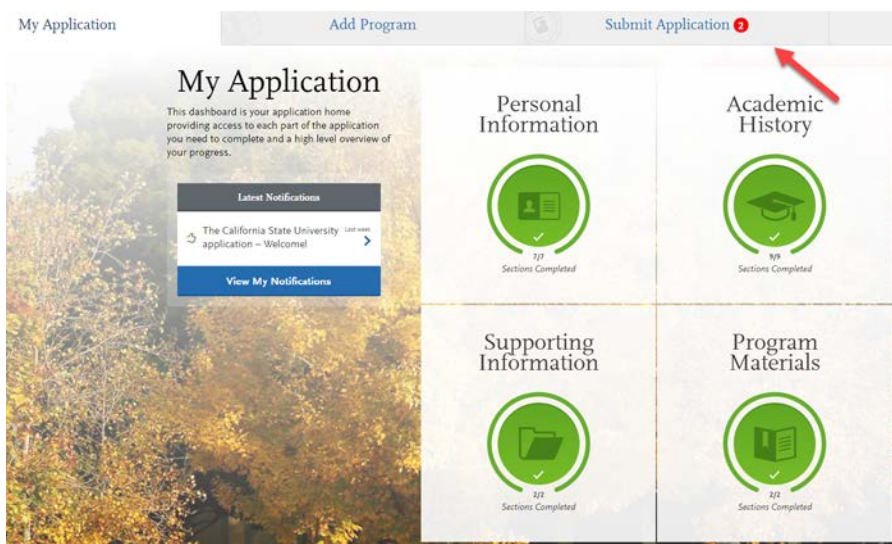 My Application
Add Program
Submit Application 2
My Application
This dashboard is your application home
providing access to each part of the application
you need to complete and a high level overview of
your progress.
Latest Notifications
The California State University
Last week
application – Welcome!
View My Notifications
Personal
Information
7/7
Sections Completed
Academic
History
9/9
Sections Completed
Supporting
Information
2/2
Sections Completed
Program
Materials
2/2
Sections Completed